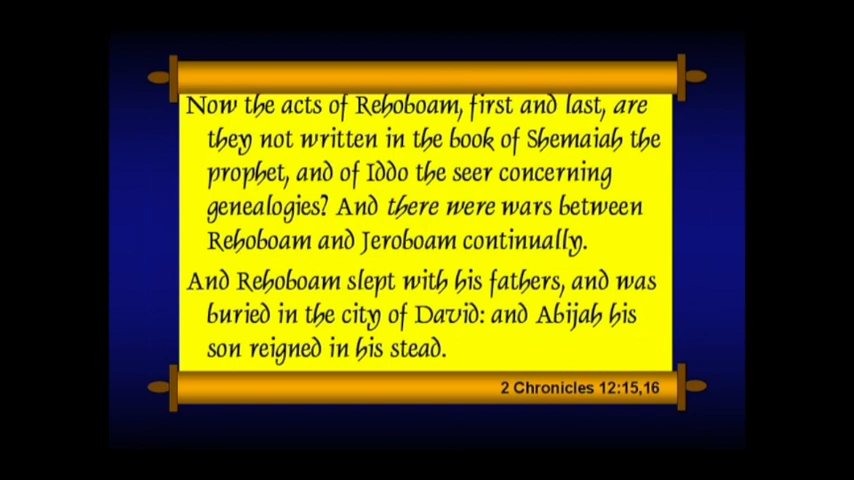 Now the acts of Rehoboam, first and last, are
they not written in the book of Shemaiah the
prophet, and of Iddo the seer concerning
genealogies? And there were wars between
Rehoboam and Jeroboam continually.
And Rehoboam slept with his fathers, and was
buried in the city of David: and Abijah his
son reigned in his stead.
2 Chronicles 12:15,16